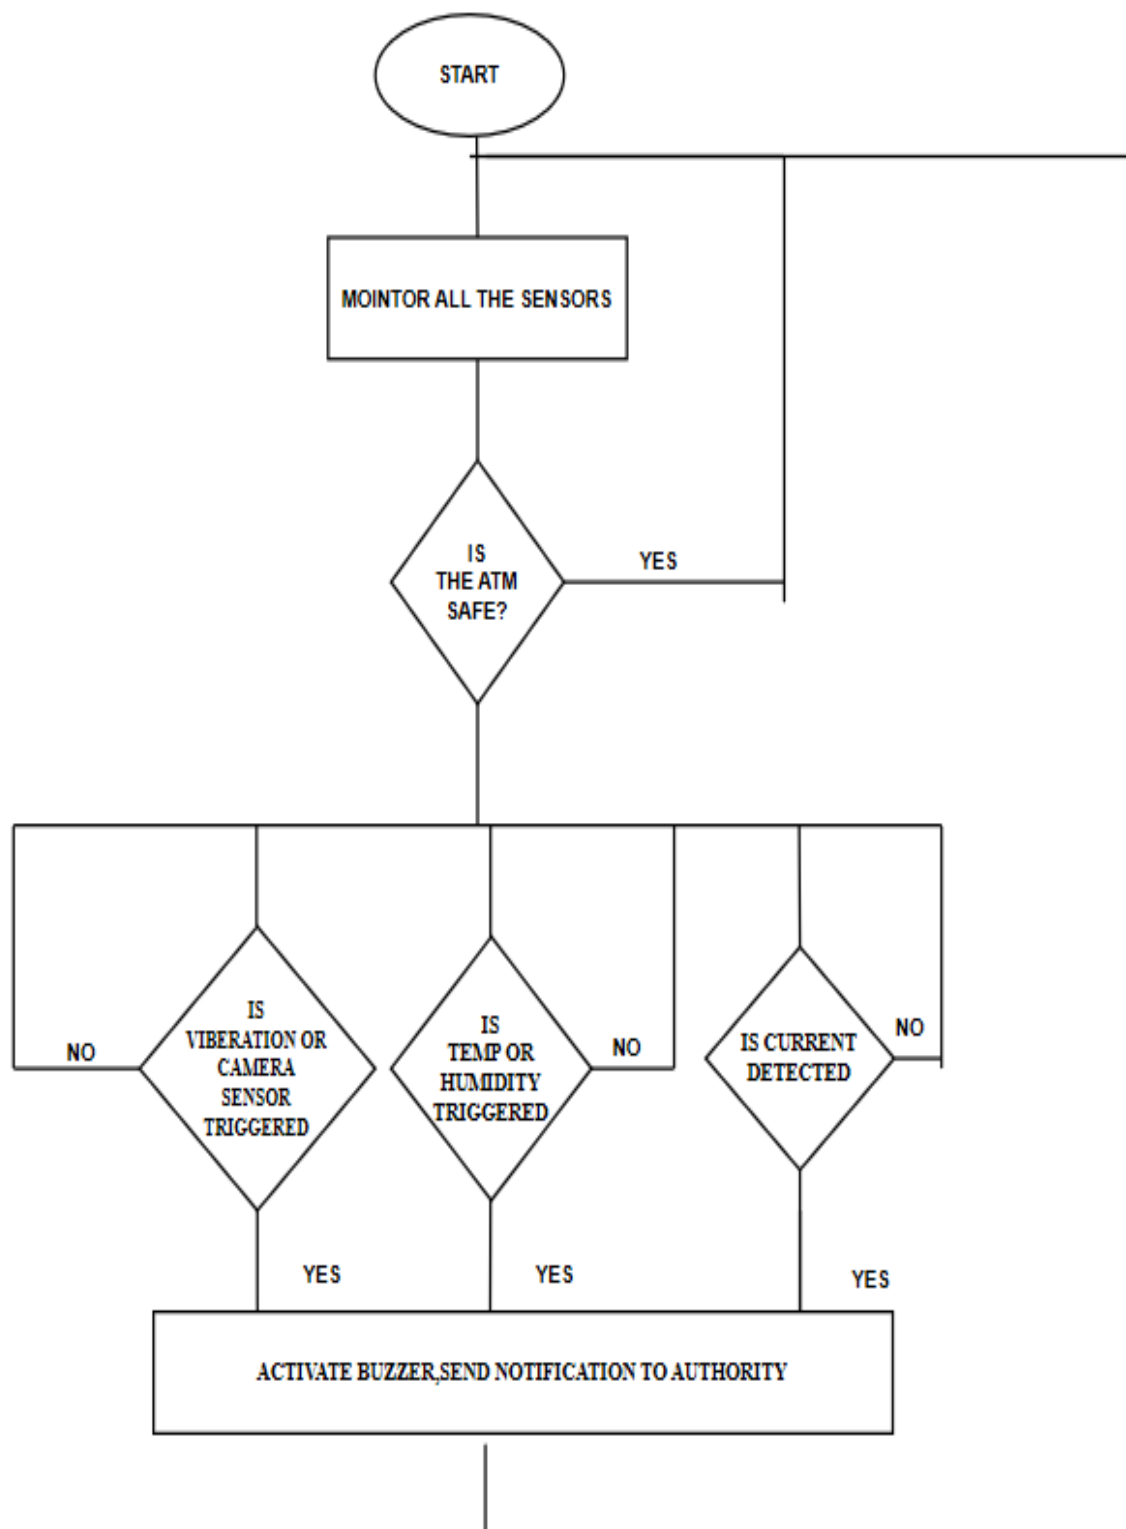 START
MOINTOR ALL THE SENSORS
IS
THE ATM
SAFE?
YES
IS
VIBERATION OR
CAMERA
SENSOR
TRIGGERED
NO
IS
TEMP OR
HUMIDITY
TRIGGERED
NO
IS CURRENT
DETECTED
NO
YES
YES
YES
ACTIVATE BUZZER,SEND NOTIFICATION TO AUTHORITY